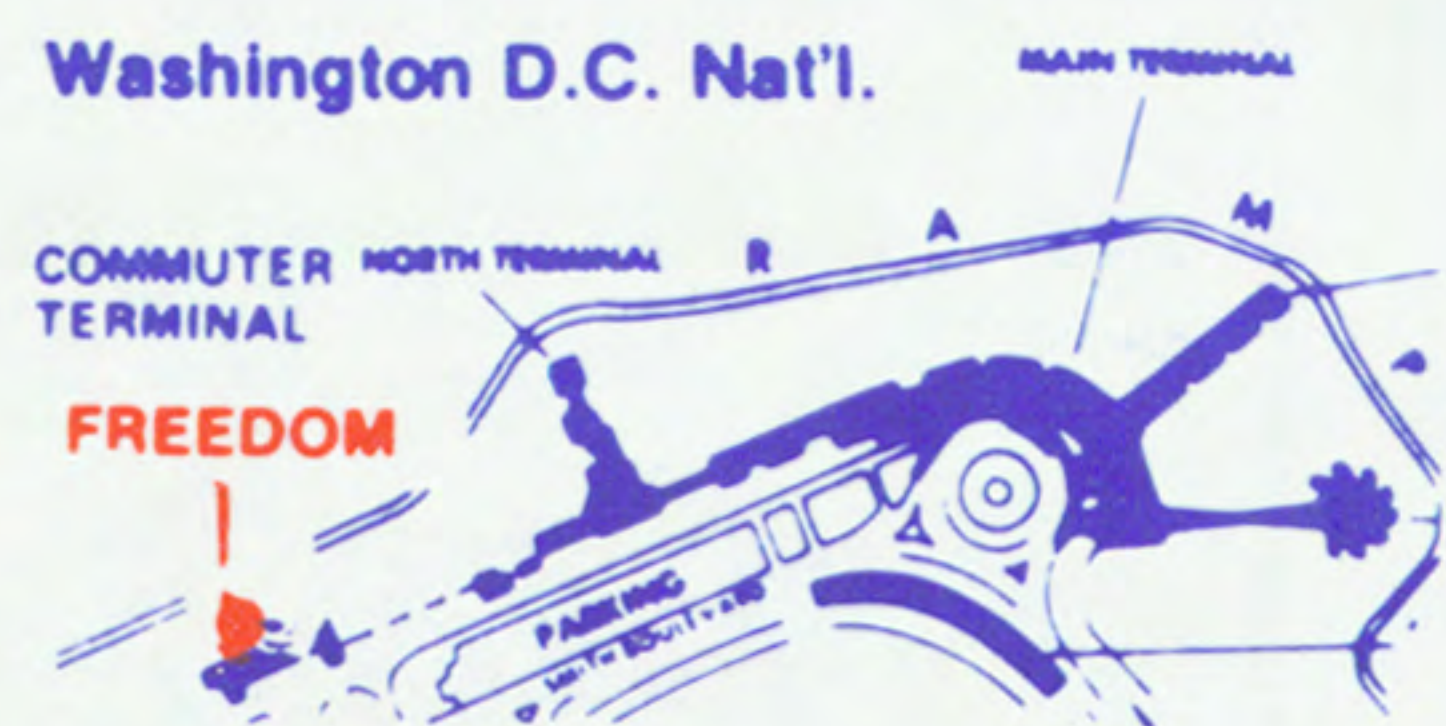 Washington D.C. Nat'l.
MAIN TERMINAL
COMMUTER
TERMINAL
NORTH TERMINAL
R A M P
FREEDOM
PARKING